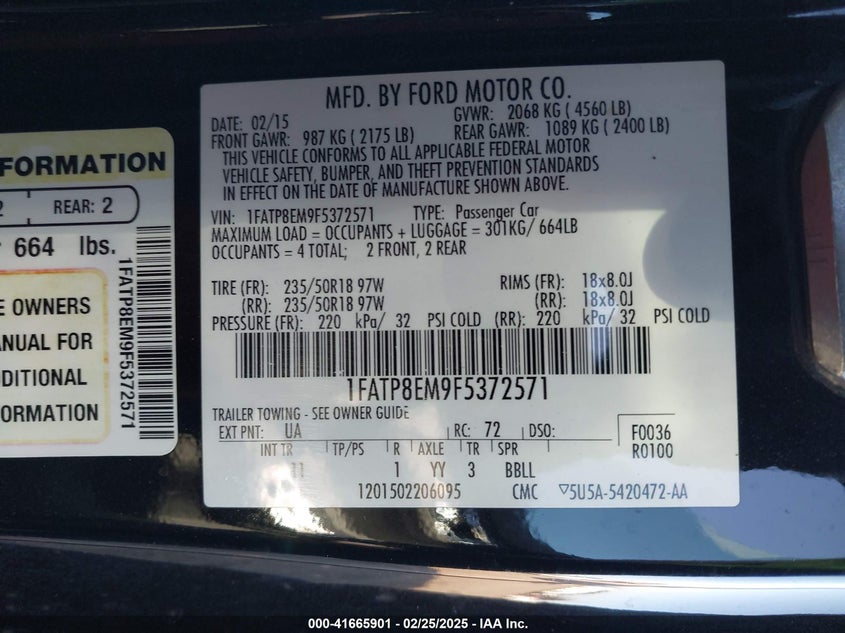 FORMATION
2 REAR: 2
664 lbs.
E OWNERS
ANUAL FOR
DDITIONAL
FORMATION
1FATP8EM9F5372571
MFD. BY FORD MOTOR CO.
DATE: 02/15 GVWR: 2068 KG ( 4560 LB)
FRONT GAWR: 987 KG ( 2175 LB) REAR GAWR: 1089 KG ( 2400 LB)
THIS VEHICLE CONFORMS TO ALL APPLICABLE FEDERAL MOTOR
VEHICLE SAFETY, BUMPER, AND THEFT PREVENTION STANDARDS
IN EFFECT ON THE DATE OF MANUFACTURE SHOWN ABOVE.
VIN: 1FATP8EM9F5372571 TYPE: Passenger Car
MAXIMUM LOAD = OCCUPANTS + LUGGAGE = 301KG/ 664LB
OCCUPANTS = 4 TOTAL; 2 FRONT, 2 REAR
TIRE (FR): 235/50R18 97W RIMS (FR): 18x8.0J
(RR): 235/50R18 97W (RR): 18x8.0J
PRESSURE (FR): 220 kPa/ 32 PSI COLD (RR): 220 kPa/ 32 PSI COLD
1FATP8EM9F5372571
TRAILER TOWING - SEE OWNER GUIDE
EXT PNT: UA RC: 72 DSO: F0036
INT TR TP/PS R AXLE TR SPR R0100
11 1 YY 3 BBLL
1201502206095 CMC ▽5U5A-5420472-AA
000-41665901 - 02/25/2025 - IAA Inc.